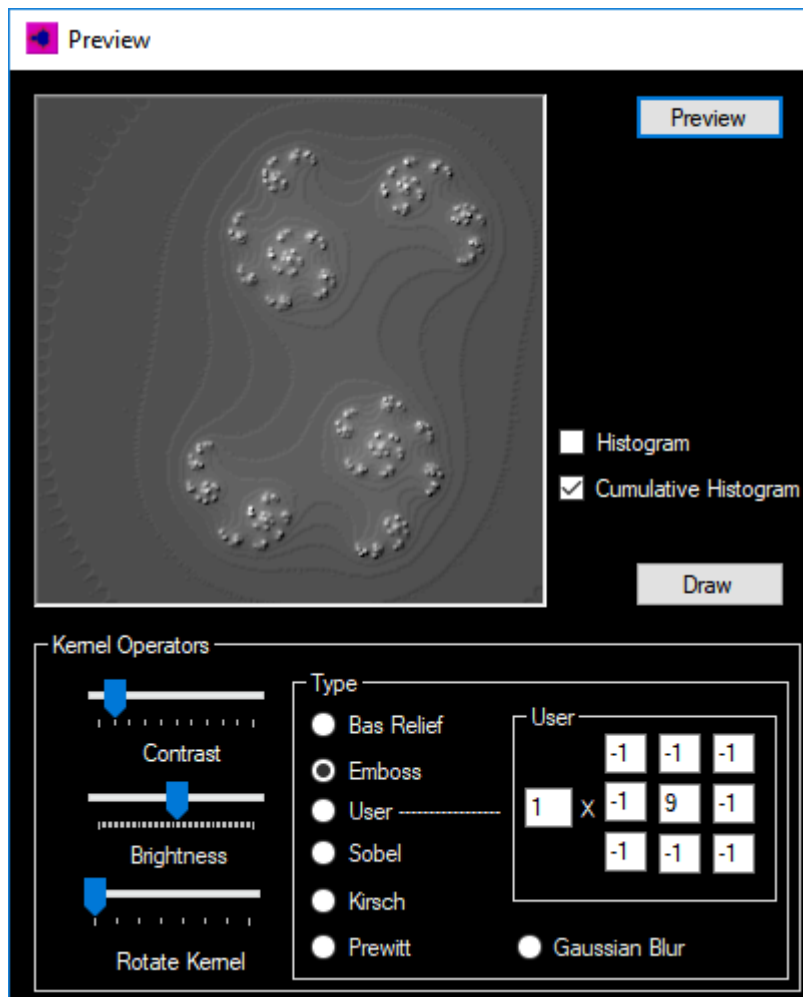 Preview
Preview
Histogram
Cumulative Histogram
Draw
Kernel Operators
Contrast
Brightness
Rotate Kernel
Type
Bas Relief
Emboss
User
Sobel
Kirsch
Prewitt
Gaussian Blur
User
-1 -1 -1
1 X -1 9 -1
-1 -1 -1